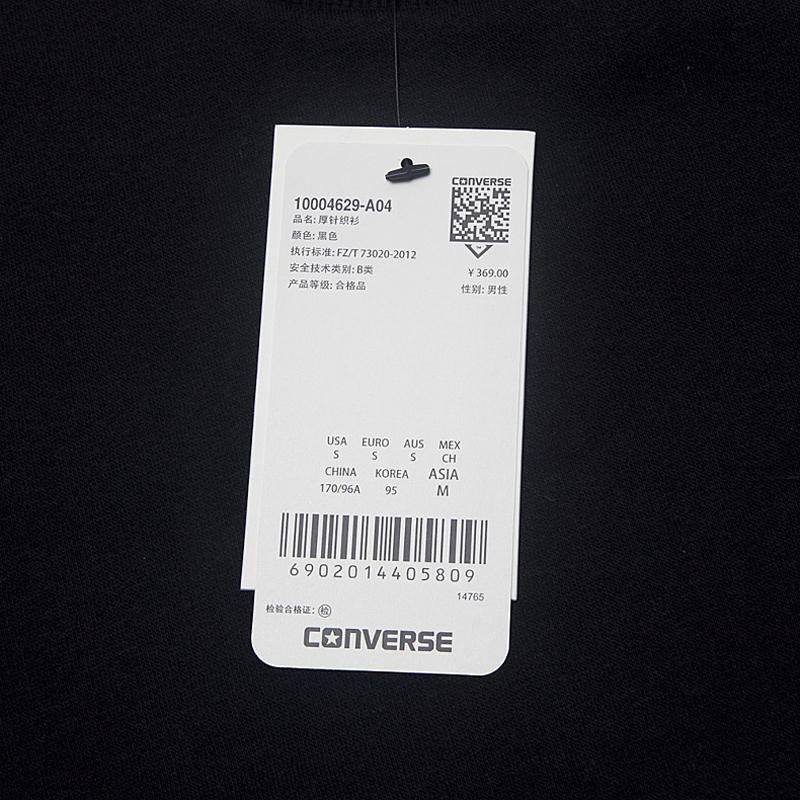 CONVERSE
10004629-A04
品名: 厚针织衫
颜色: 黑色
执行标准: FZ/T 73020-2012
安全技术类别: B类
¥ 369.00
产品等级: 合格品
性别: 男性
USA EURO AUS MEX
S S S CH
CHINA KOREA ASIA
170/96A 95 M
6902014405809
14765
检验合格证: 检
CONVERSE